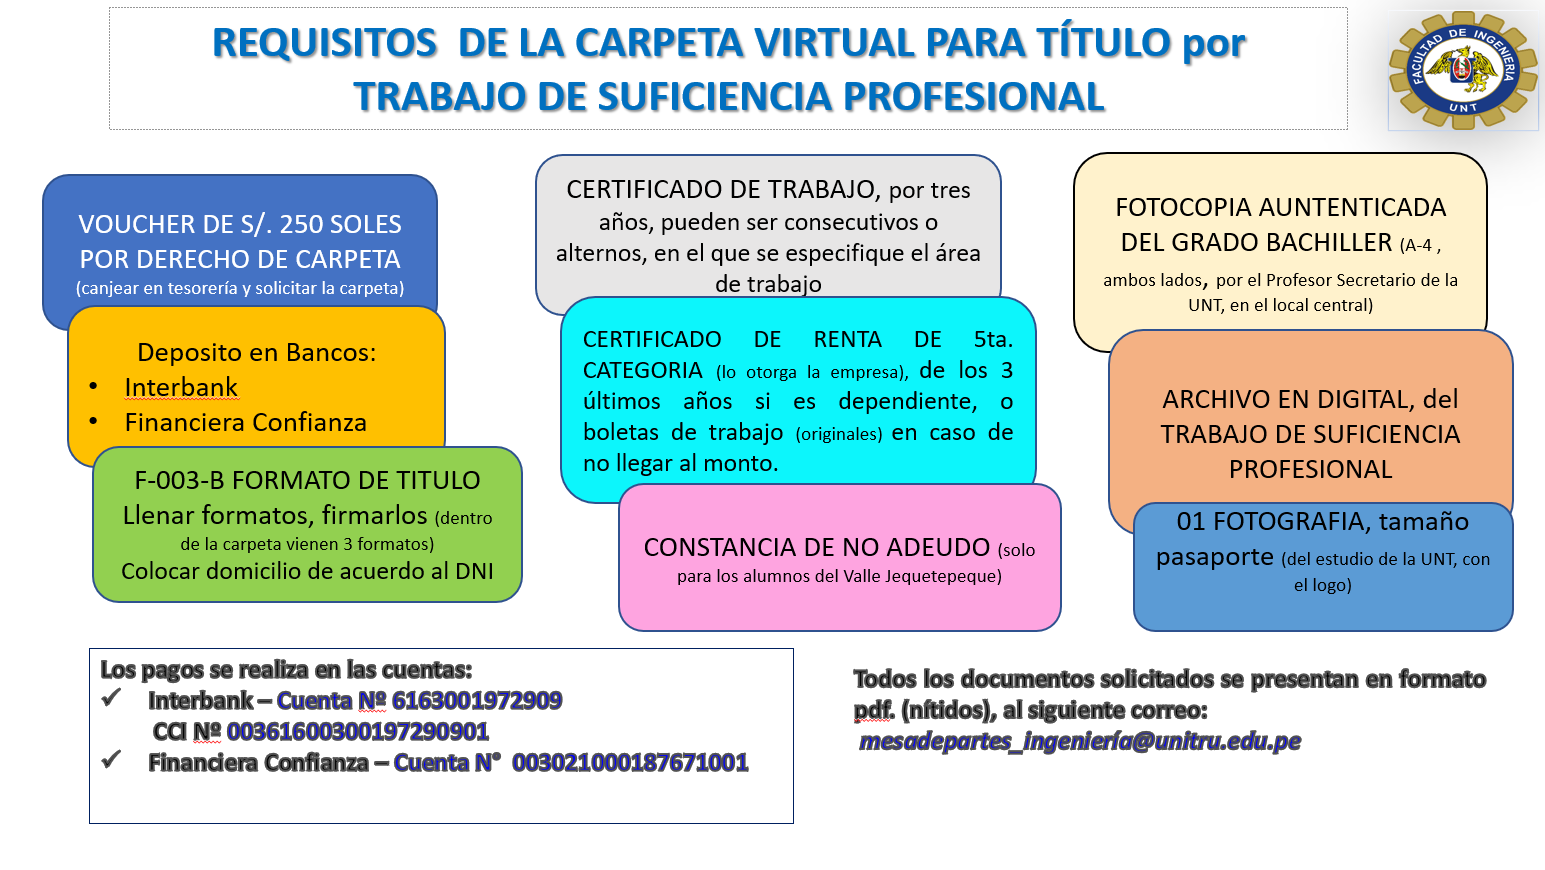 REQUISITOS  DE LA CARPETA VIRTUAL PARA TÍTULO por
TRABAJO DE SUFICIENCIA PROFESIONAL
FACULTAD DE INGENIERIA
UNT
VOUCHER DE S/. 250 SOLES
POR DERECHO DE CARPETA
(canjear en tesorería y solicitar la carpeta)
Deposito en Bancos:
• Interbank
• Financiera Confianza
F-003-B FORMATO DE TITULO
Llenar formatos, firmarlos (dentro
de la carpeta vienen 3 formatos)
Colocar domicilio de acuerdo al DNI
CERTIFICADO DE TRABAJO, por tres
años, pueden ser consecutivos o
alternos, en el que se especifique el área
de trabajo
CERTIFICADO DE RENTA DE 5ta.
CATEGORIA (lo otorga la empresa), de los 3
últimos años si es dependiente, o
boletas de trabajo (originales) en caso de
no llegar al monto.
CONSTANCIA DE NO ADEUDO (solo
para los alumnos del Valle Jequetepeque)
FOTOCOPIA AUNTENTICADA
DEL GRADO BACHILLER (A-4 ,
ambos lados, por el Profesor Secretario de la
UNT, en el local central)
ARCHIVO EN DIGITAL, del
TRABAJO DE SUFICIENCIA
PROFESIONAL
01 FOTOGRAFIA, tamaño
pasaporte (del estudio de la UNT, con
el logo)
Los pagos se realiza en las cuentas:
✓ Interbank – Cuenta Nº 6163001972909
CCI Nº 00361600300197290901
✓ Financiera Confianza – Cuenta N°  003021000187671001
Todos los documentos solicitados se presentan en formato
pdf. (nítidos), al siguiente correo:
mesadepartes_ingeniería@unitru.edu.pe